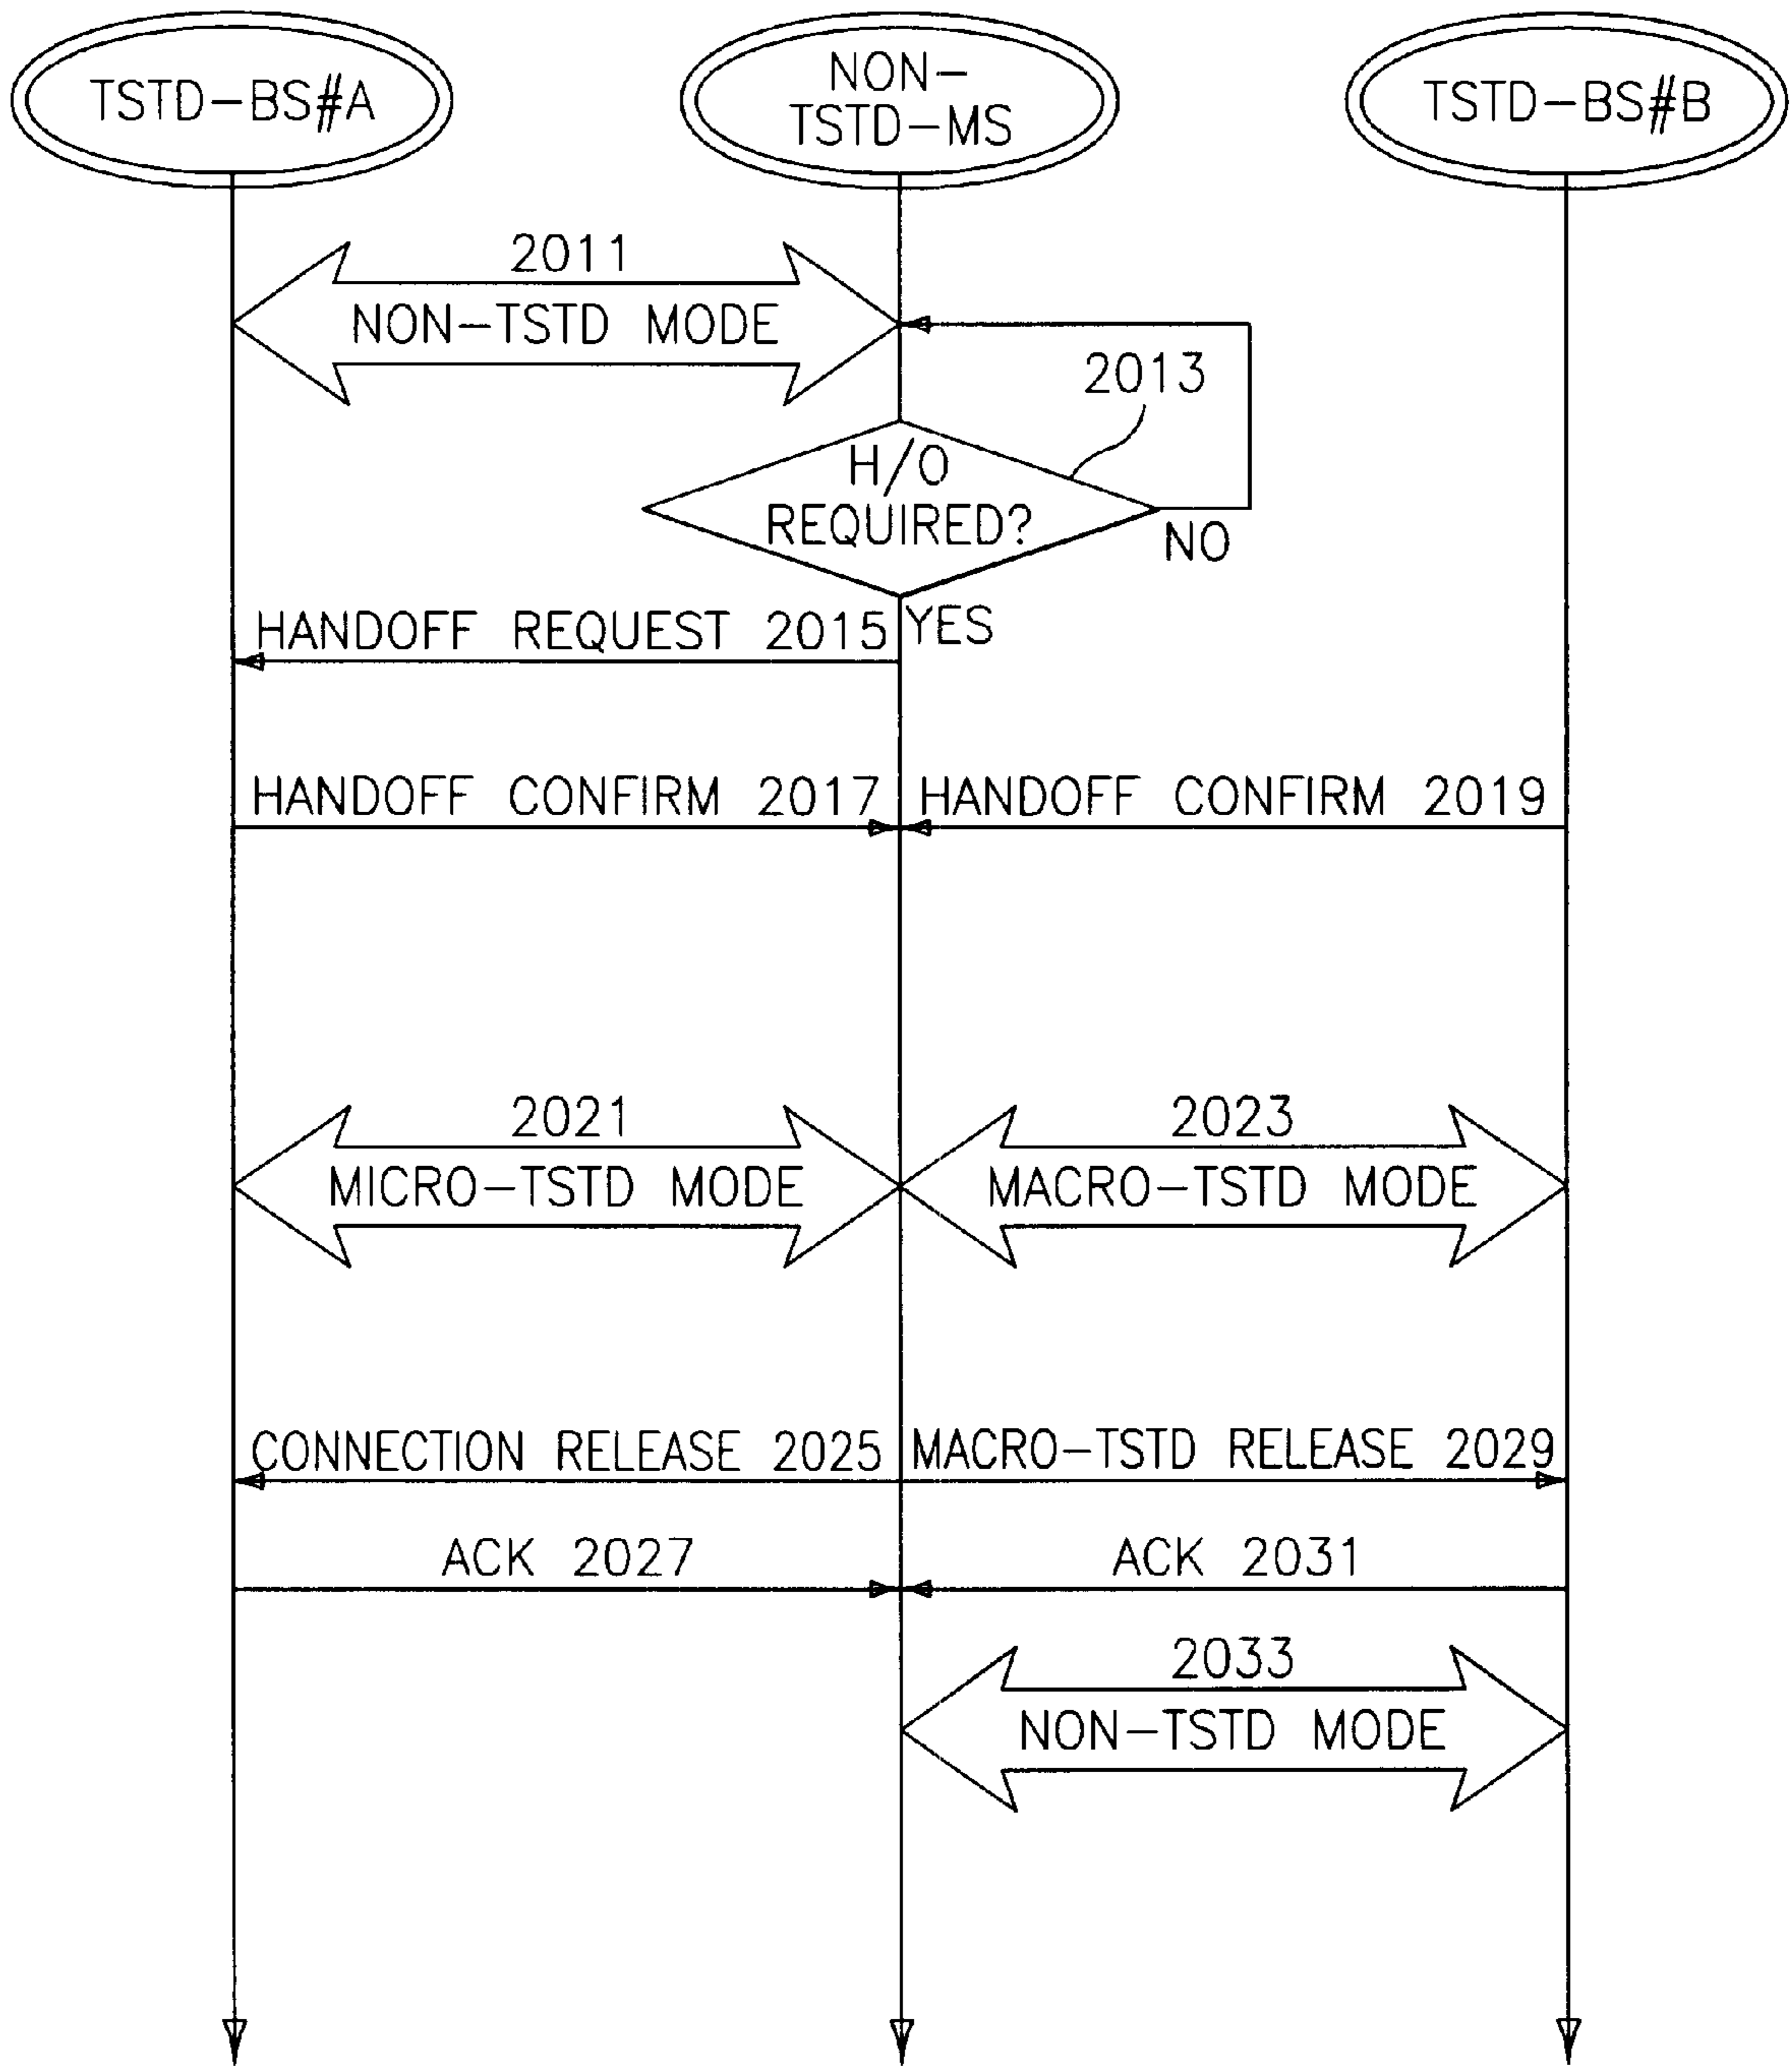 TSTD-BS#A
NON-
TSTD-MS
TSTD-BS#B
2011
NON-TSTD MODE
2013
H/O
REQUIRED?
NO
YES
HANDOFF REQUEST 2015
HANDOFF CONFIRM 2017
HANDOFF CONFIRM 2019
2021
MICRO-TSTD MODE
2023
MACRO-TSTD MODE
CONNECTION RELEASE 2025
MACRO-TSTD RELEASE 2029
ACK 2027
ACK 2031
2033
NON-TSTD MODE